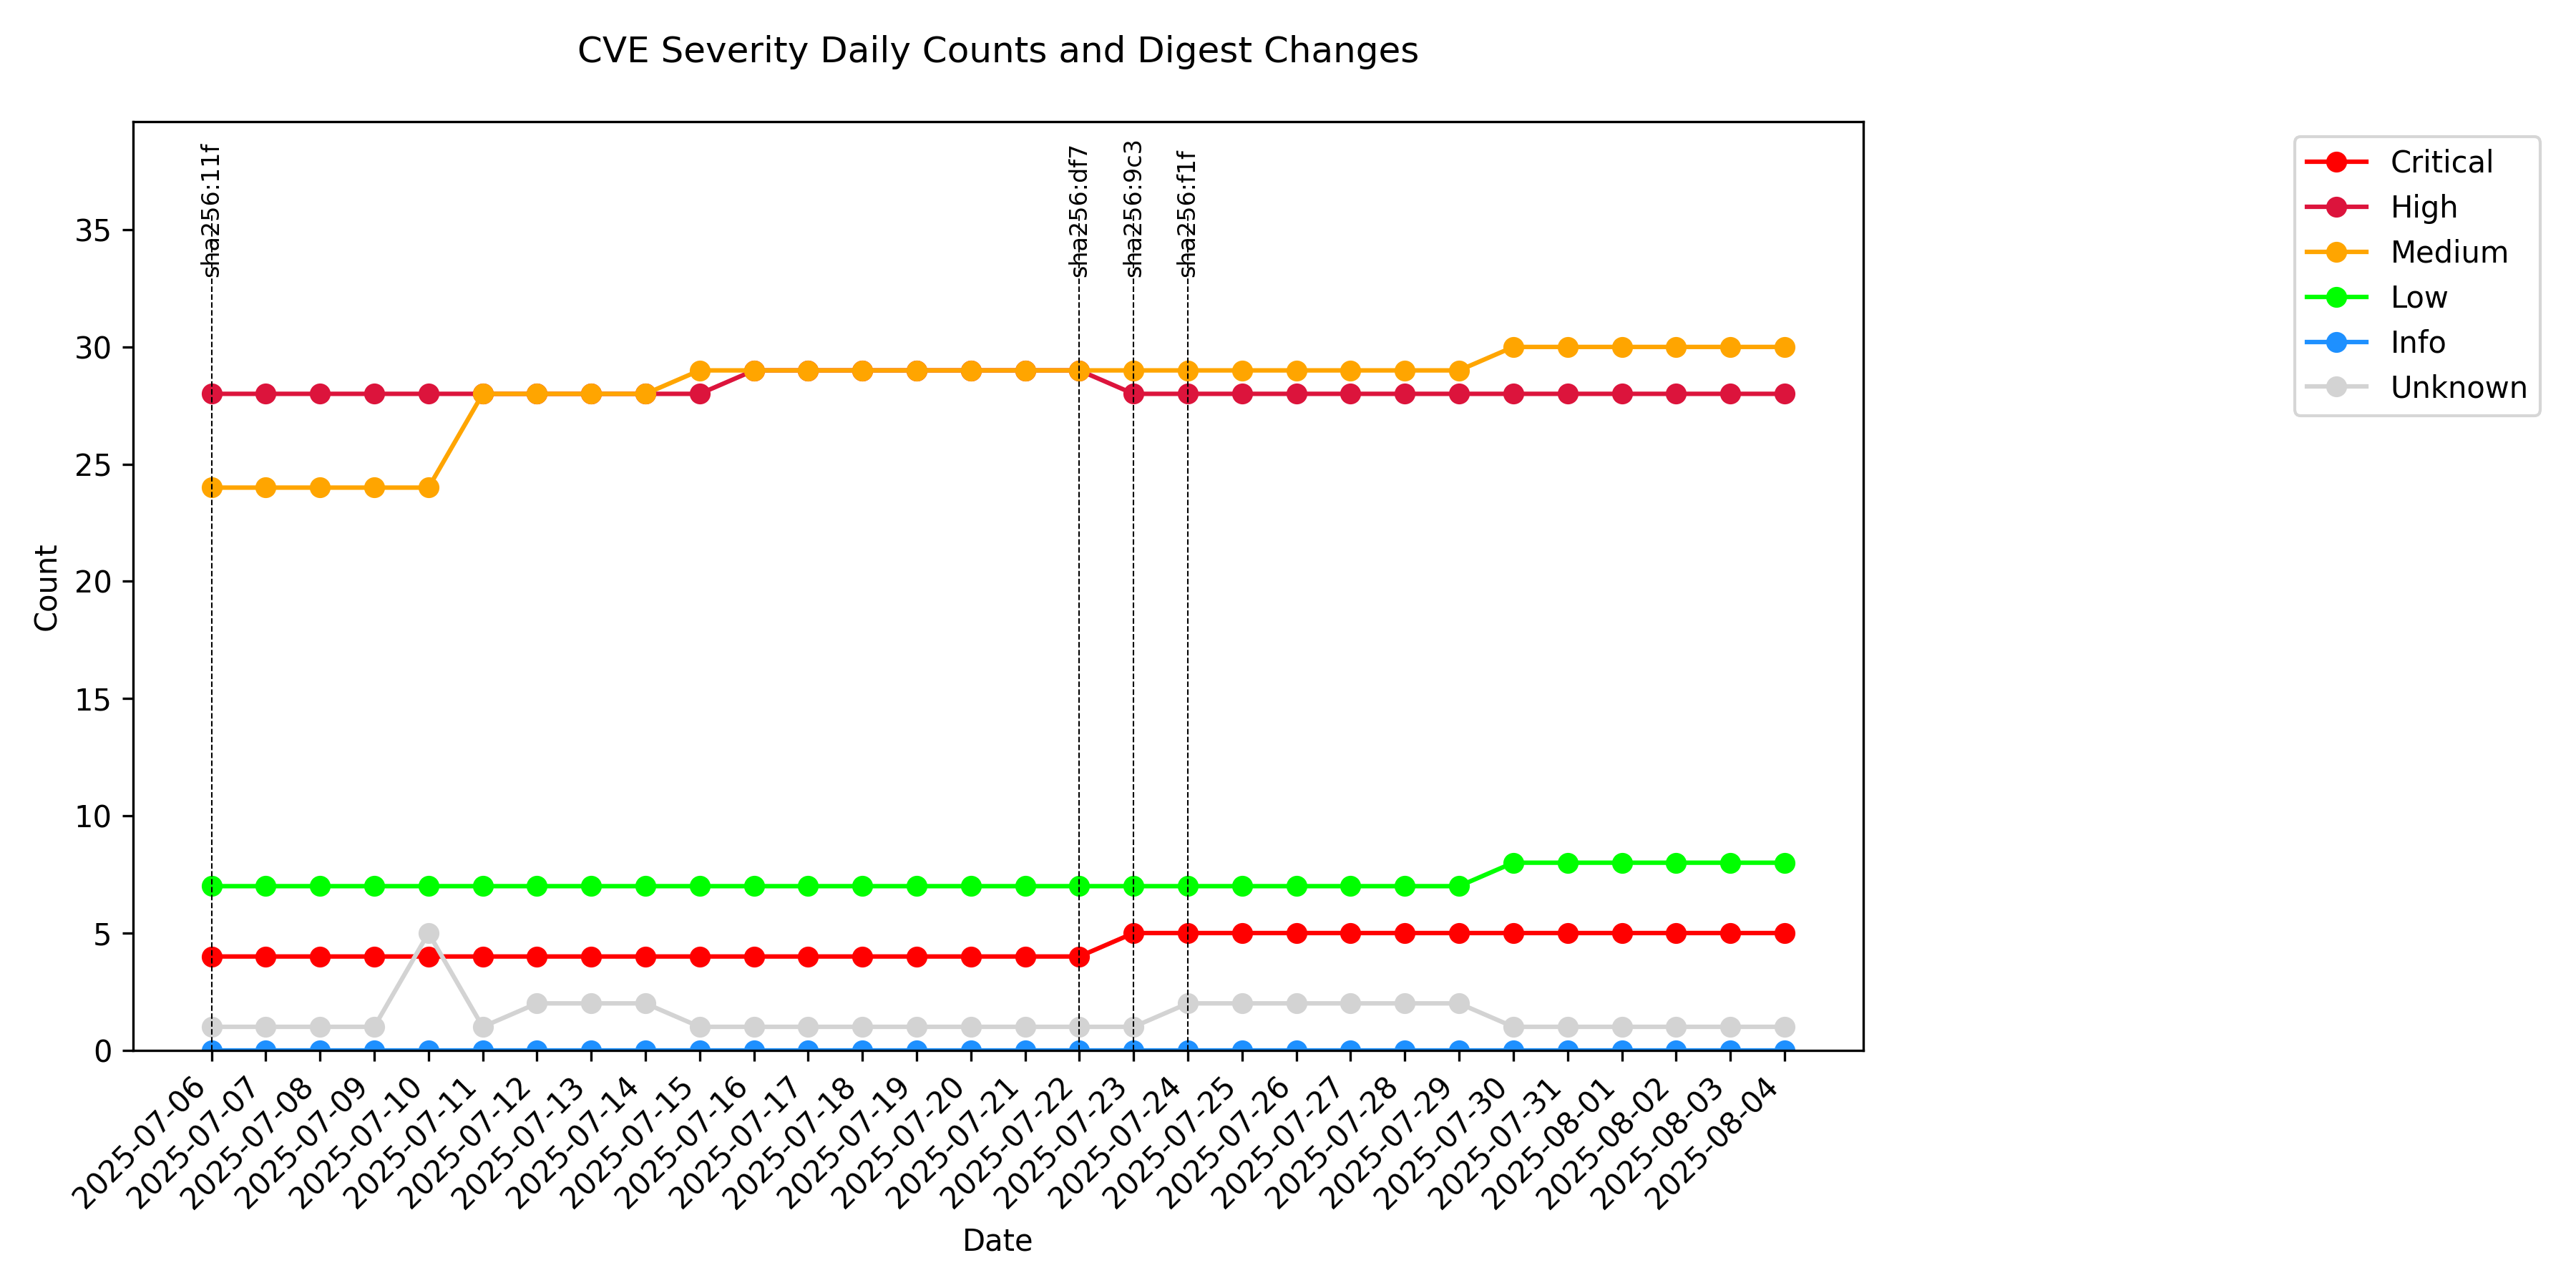 CVE Severity Daily Counts and Digest Changes
sha256:11f
sha256:df7
sha256:9c3
sha256:f1f
Critical
High
Medium
Low
Info
Unknown
Count
35
30
25
20
15
10
5
0
2025-07-06
2025-07-07
2025-07-08
2025-07-09
2025-07-10
2025-07-11
2025-07-12
2025-07-13
2025-07-14
2025-07-15
2025-07-16
2025-07-17
2025-07-18
2025-07-19
2025-07-20
2025-07-21
2025-07-22
2025-07-23
2025-07-24
2025-07-25
2025-07-26
2025-07-27
2025-07-28
2025-07-29
2025-07-30
2025-07-31
2025-08-01
2025-08-02
2025-08-03
2025-08-04
Date